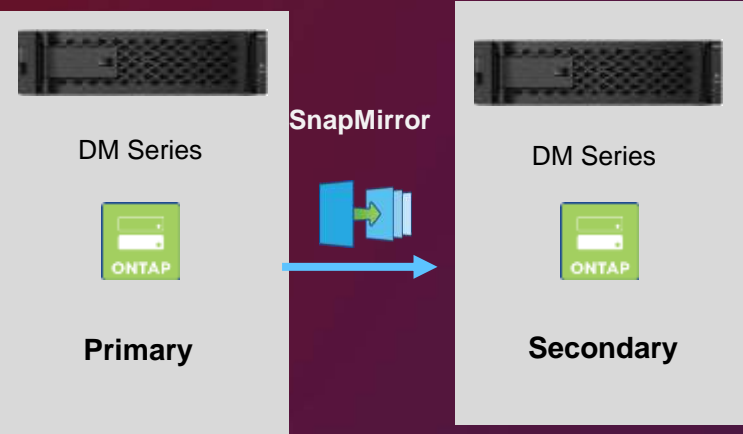 SnapMirror
DM Series
DM Series
ONTAP
ONTAP
Primary
Secondary